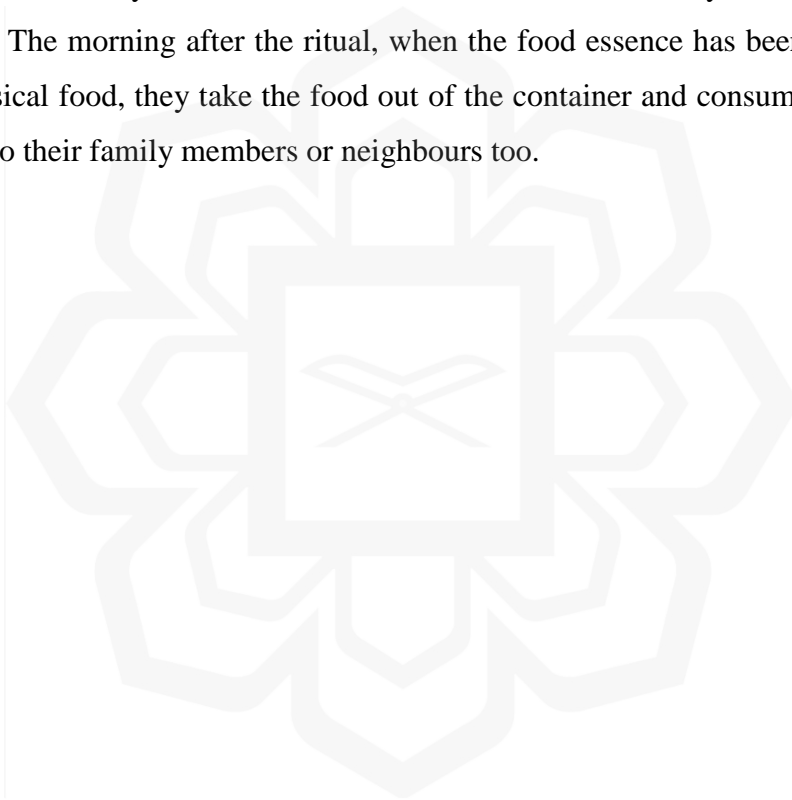 The morning after the ritual, when the food essence has been
sical food, they take the food out of the container and consum
o their family members or neighbours too.